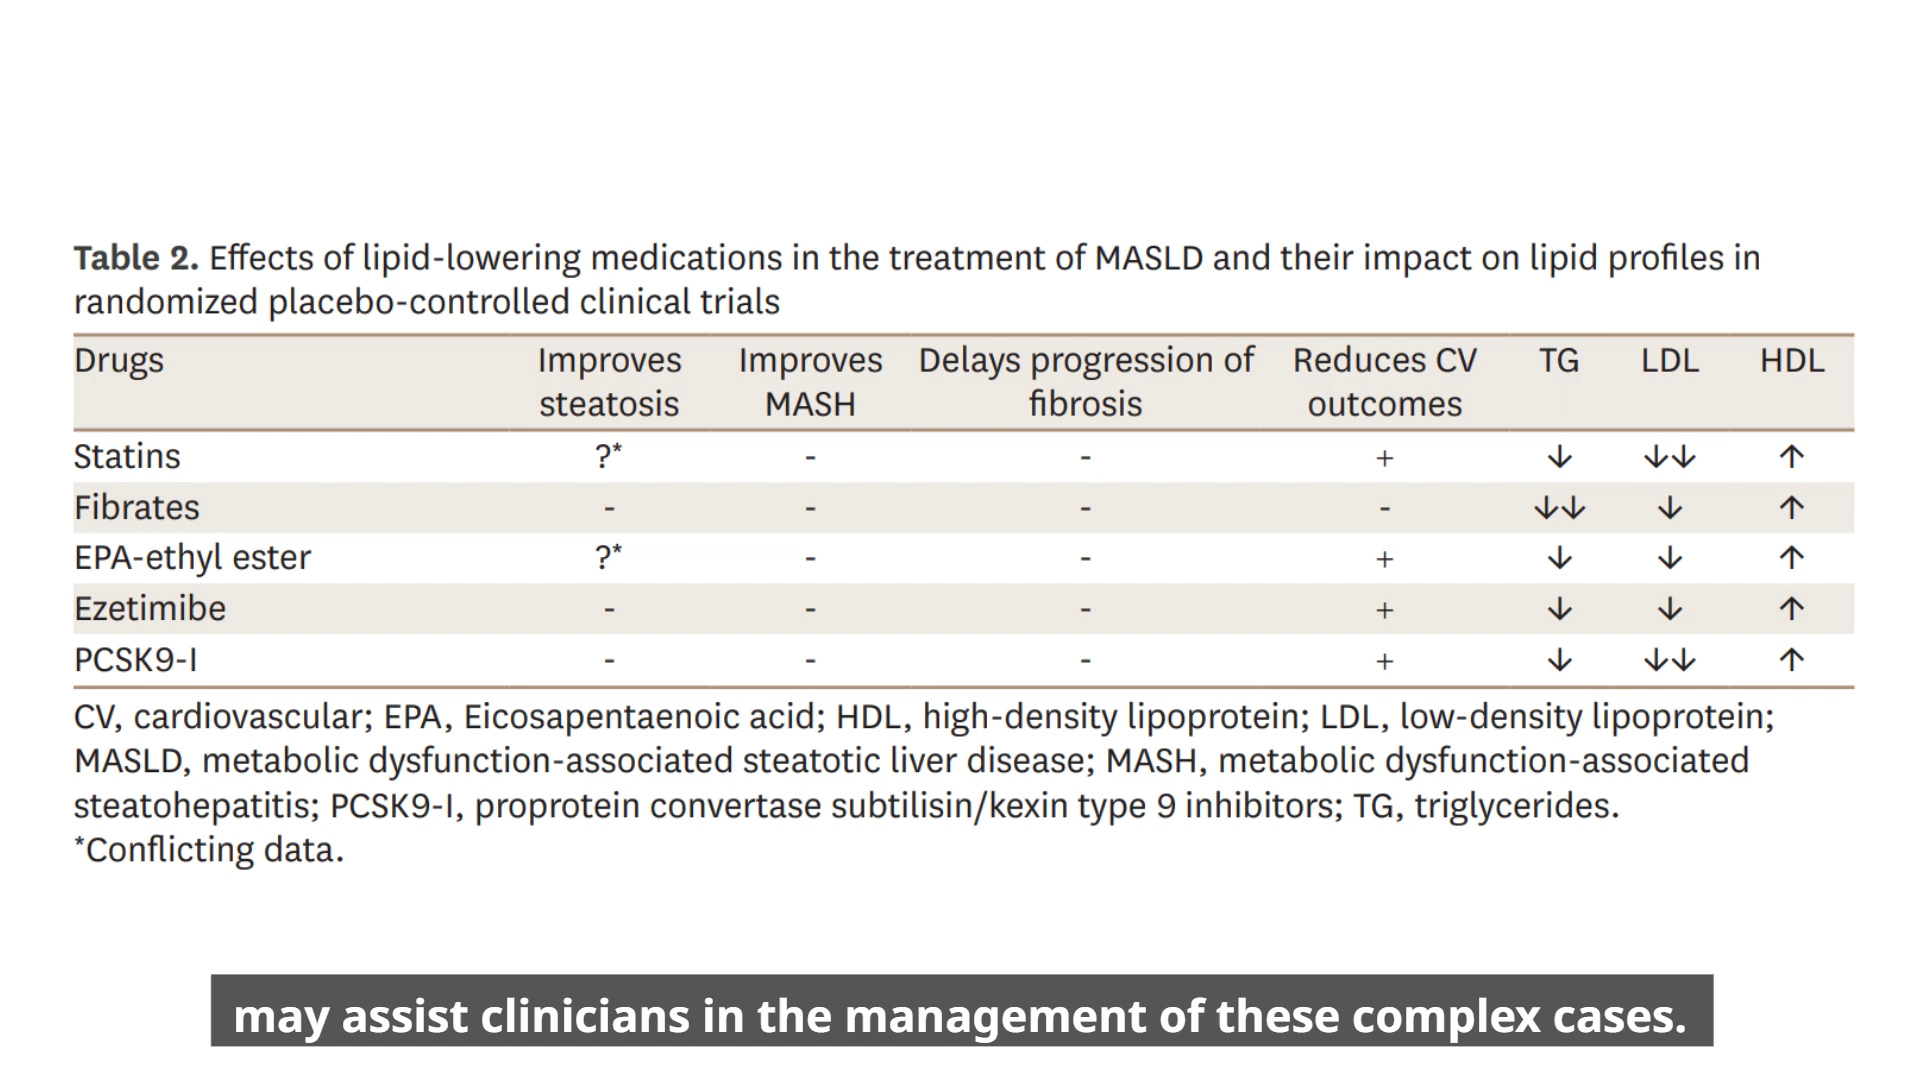 Table 2. Effects of lipid-lowering medications in the treatment of MASLD and their impact on lipid profiles in
randomized placebo-controlled clinical trials
Drugs Improves steatosis Improves MASH Delays progression of fibrosis Reduces CV outcomes TG LDL HDL
Statins ?* - - + ↓ ↓↓ ↑
Fibrates - - - - ↓↓ ↓ ↑
EPA-ethyl ester ?* - - + ↓ ↓ ↑
Ezetimibe - - - + ↓ ↓ ↑
PCSK9-I - - - + ↓ ↓↓ ↑
CV, cardiovascular; EPA, Eicosapentaenoic acid; HDL, high-density lipoprotein; LDL, low-density lipoprotein;
MASLD, metabolic dysfunction-associated steatotic liver disease; MASH, metabolic dysfunction-associated
steatohepatitis; PCSK9-I, proprotein convertase subtilisin/kexin type 9 inhibitors; TG, triglycerides.
*Conflicting data.
may assist clinicians in the management of these complex cases.